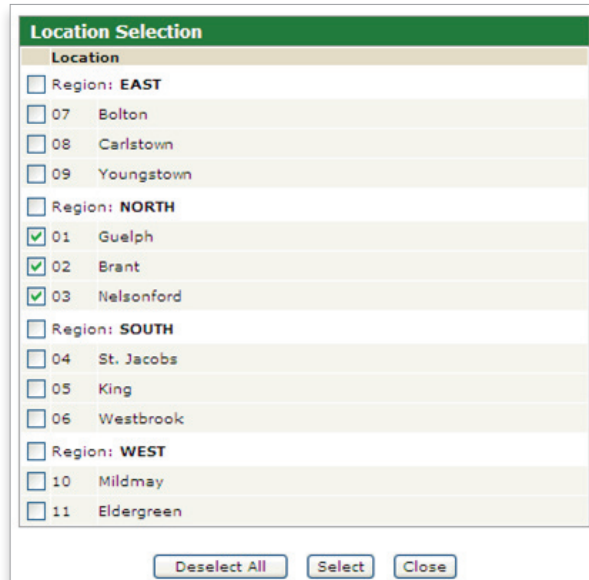 Location Selection
Location
Region: EAST
07 Bolton
08 Carlstown
09 Youngstown
Region: NORTH
01 Guelph
02 Brant
03 Nelsonford
Region: SOUTH
04 St. Jacobs
05 King
06 Westbrook
Region: WEST
10 Mildmay
11 Eldergreen
Deselect All Select Close